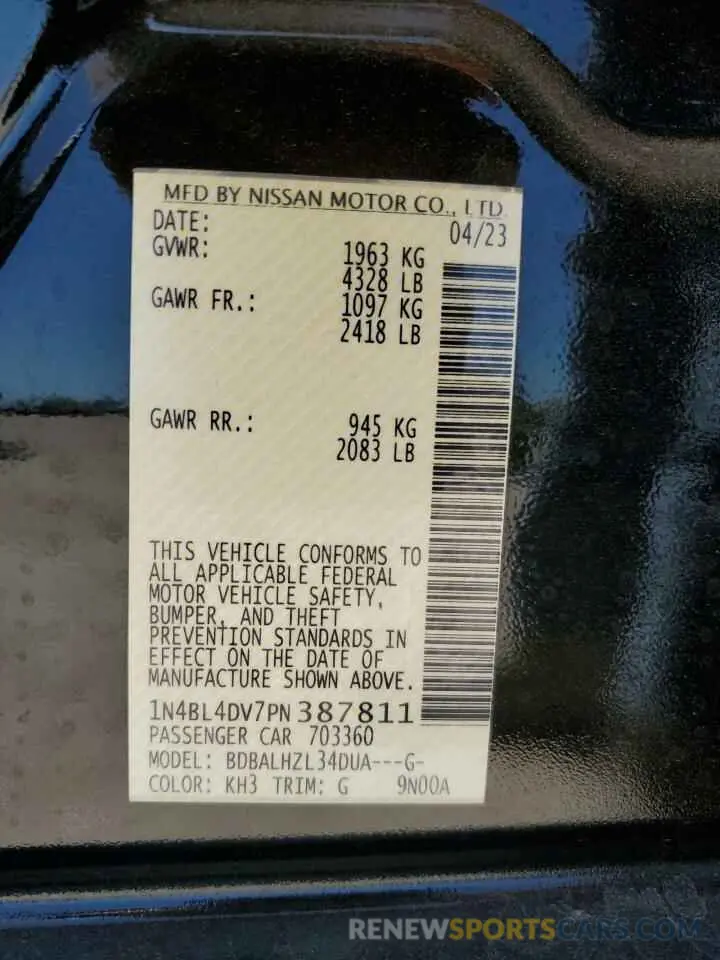 MFD BY NISSAN MOTOR CO., LTD.
DATE: 04/23
GVWR: 1963 KG
4328 LB
GAWR FR.: 1097 KG
2418 LB
GAWR RR.: 945 KG
2083 LB
THIS VEHICLE CONFORMS TO
ALL APPLICABLE FEDERAL
MOTOR VEHICLE SAFETY,
BUMPER, AND THEFT
PREVENTION STANDARDS IN
EFFECT ON THE DATE OF
MANUFACTURE SHOWN ABOVE.
1N4BL4DV7PN387811
PASSENGER CAR 703360
MODEL: BDBALHZL34DUA---G-
COLOR: KH3 TRIM: G 9N00A
RENEWSPORTSCARS.COM